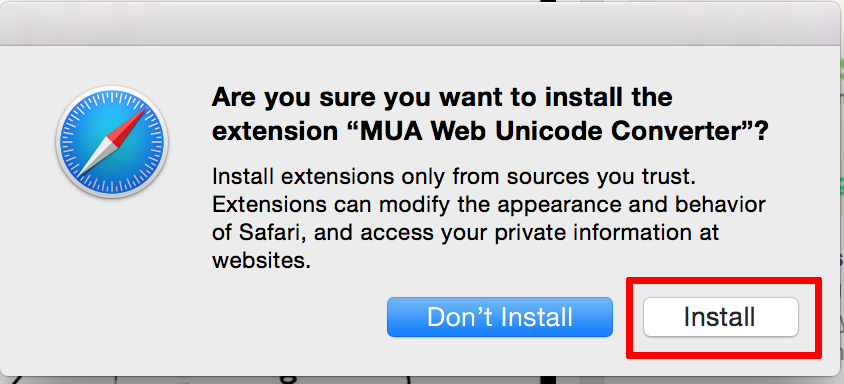 Are you sure you want to install the
extension “MUA Web Unicode Converter”?
Install extensions only from sources you trust.
Extensions can modify the appearance and behavior
of Safari, and access your private information at
websites.
Don’t Install
Install